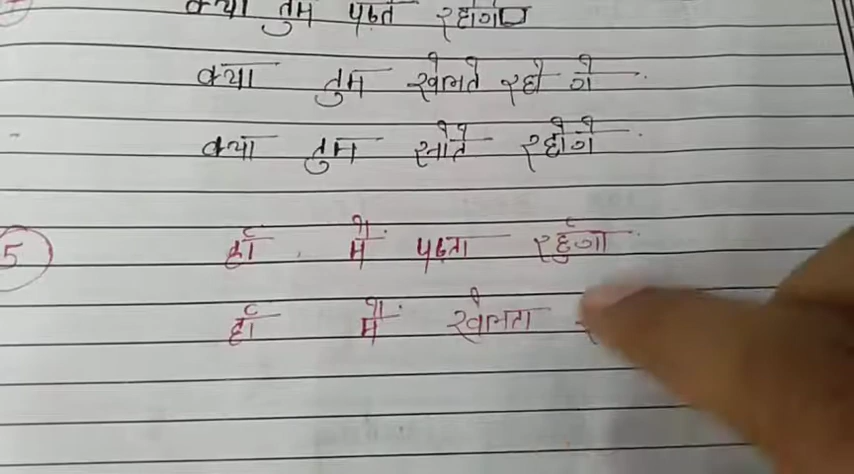 क्या तुम पढ़ते रहोगे
क्या तुम खेलते रहो गे
क्या तुम खाते रहोगे
5 हाँ मैं पढ़ता रहुँगा
हाँ मैं खेलता